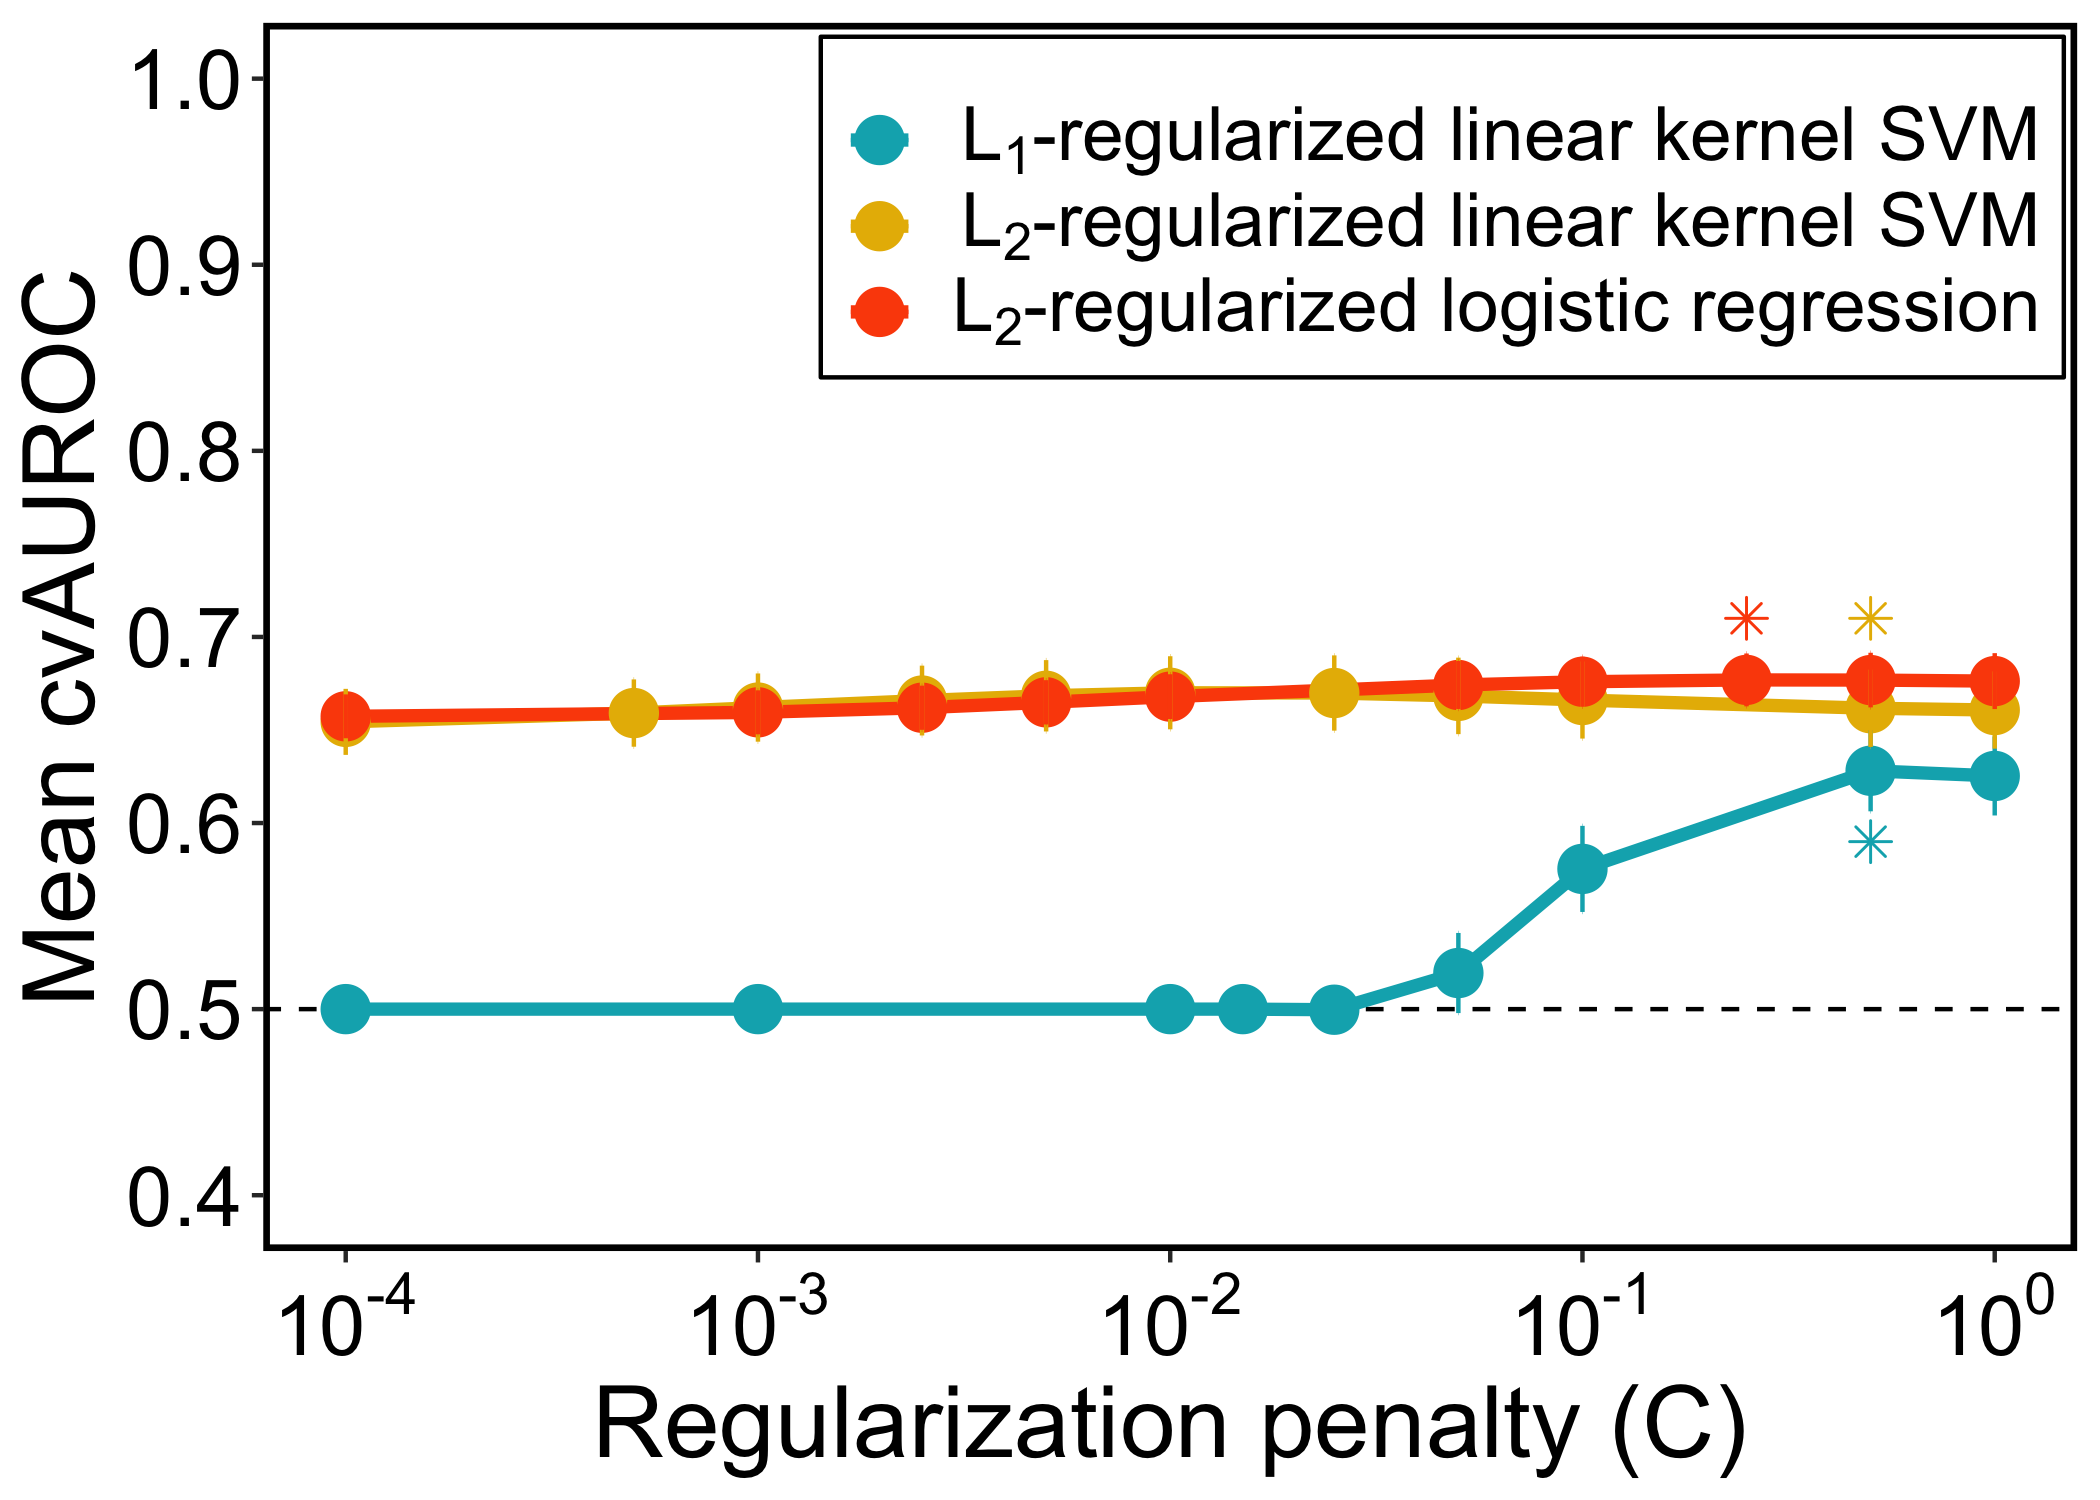 L₁-regularized linear kernel SVM
L₂-regularized linear kernel SVM
L₂-regularized logistic regression
Mean cvAUROC
1.0
0.9
0.8
0.7
0.6
0.5
0.4
10⁻⁴ 10⁻³ 10⁻² 10⁻¹ 10⁰
Regularization penalty (C)